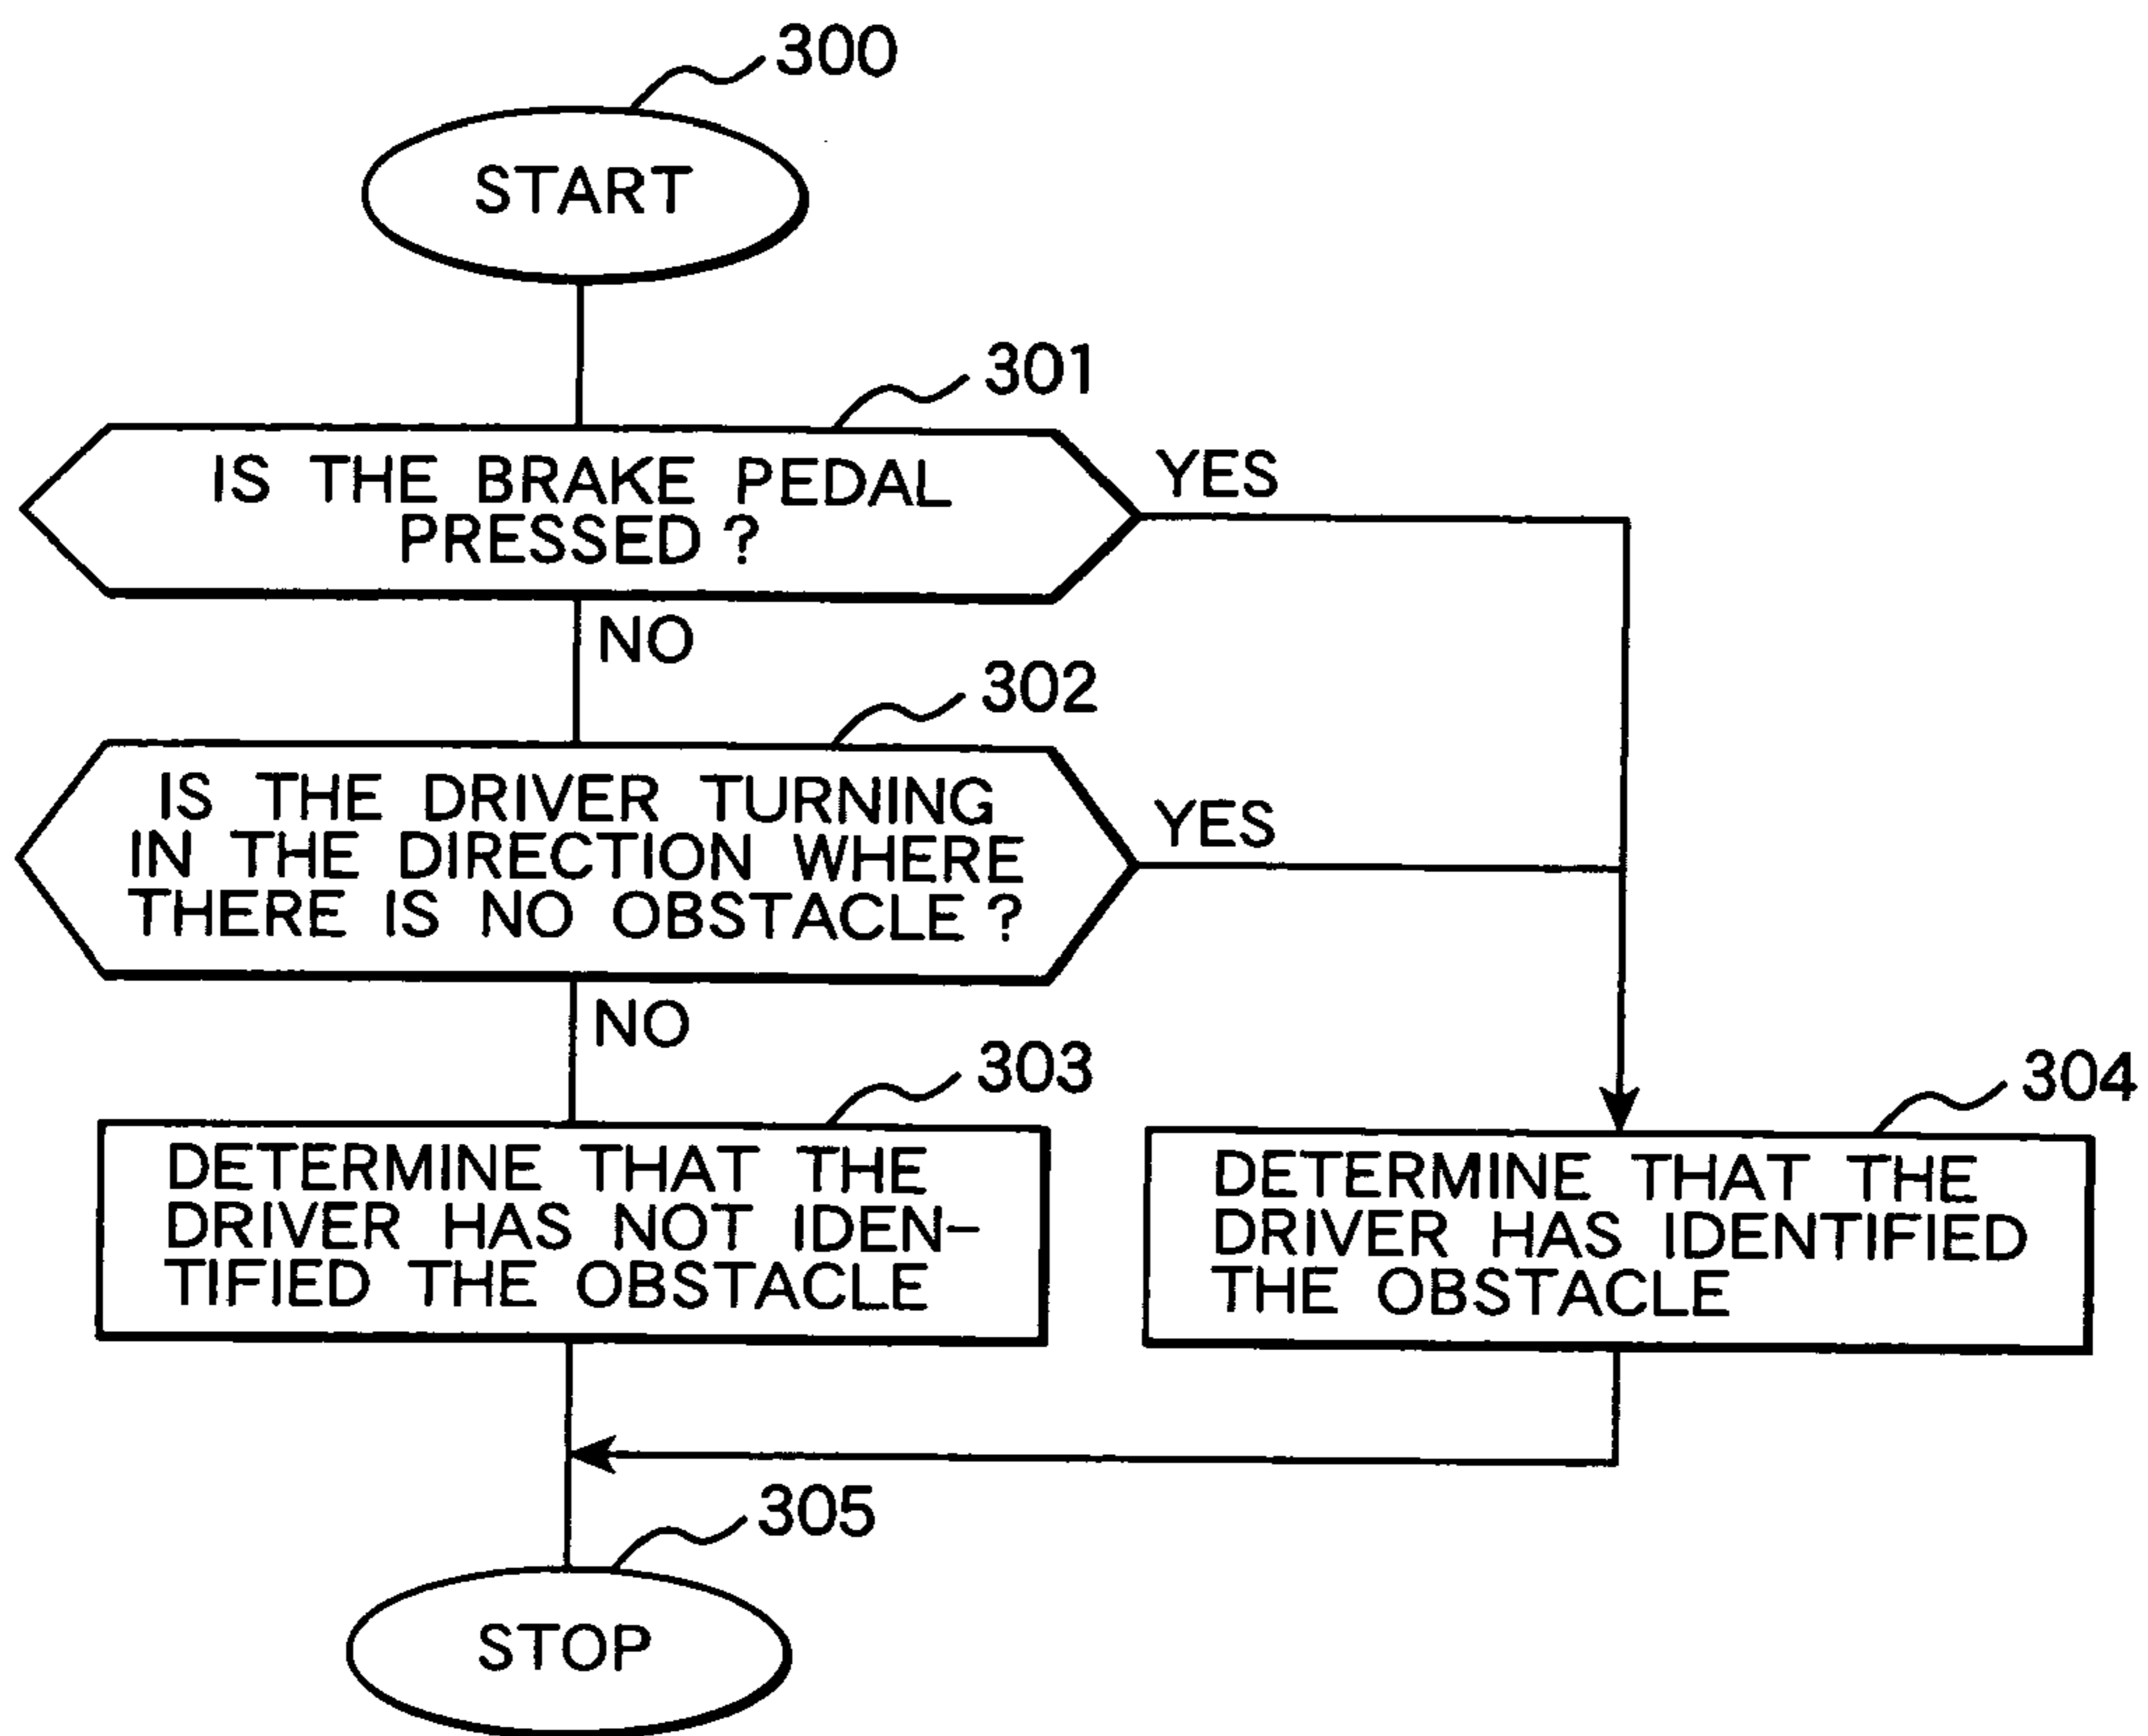 300
START
301
IS THE BRAKE PEDAL
PRESSED ?
YES
NO
302
IS THE DRIVER TURNING
IN THE DIRECTION WHERE
THERE IS NO OBSTACLE ?
YES
NO
303
DETERMINE THAT THE
DRIVER HAS NOT IDEN-
TIFIED THE OBSTACLE
304
DETERMINE THAT THE
DRIVER HAS IDENTIFIED
THE OBSTACLE
305
STOP